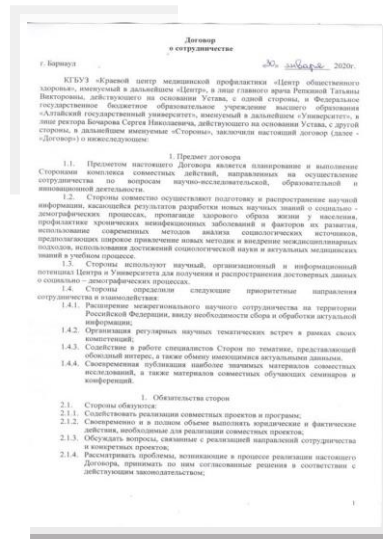 Договор
о сотрудничестве
г. Барнаул 30. января 2020г.
КГБУЗ «Краевой центр медицинской профилактики «Центр общественного
здоровья», именуемый в дальнейшем «Центр», в лице главного врача Репкиной Татьяны
Викторовны, действующего на основании Устава, с одной стороны, и Федеральное
государственное бюджетное образовательное учреждение высшего образования
«Алтайский государственный университет», именуемый в дальнейшем «Университет», в
лице ректора Бочарова Сергея Николаевича, действующего на основании Устава, с другой
стороны, в дальнейшем именуемые «Стороны», заключили настоящий договор (далее -
«Договор») о нижеследующем:
1. Предмет договора
1.1. Предметом настоящего Договора является планирование и выполнение
Сторонами комплекса совместных действий, направленных на осуществление
сотрудничества по вопросам научно-исследовательской, образовательной и
инновационной деятельности.
1.2. Стороны совместно осуществляют подготовку и распространение научной
информации, касающейся результатов разработки новых знаний о социально -
демографических процессах, пропаганде здорового образа жизни у населения,
профилактике хронических неинфекционных заболеваний и факторов их развития,
использование современных методов анализа социологических источников,
предполагающих широкое привлечение новых методик и внедрение междисциплинарных
подходов, использования достижений социологической науки и актуальных медицинских
знаний в учебном процессе.
1.3. Стороны используют научный, организационный и информационный
потенциал Центра и Университета для получения и распространения достоверных данных
о социально – демографических процессах.
1.4. Стороны определили следующие приоритетные направления
сотрудничества и взаимодействия:
1.4.1. Расширение межрегионального научного сотрудничества на территории
Российской Федерации, ввиду необходимости сбора и обработки актуальной
информации;
1.4.2. Организация регулярных научных тематических встреч в рамках своих
компетенций;
1.4.3. Содействие в работе специалистов Сторон по тематике, представляющей
обоюдный интерес, а также обмену имеющимися актуальными данными.
1.4.4. Своевременная публикация наиболее значимых материалов совместных
исследований, а также материалов совместных обучающих семинаров и
конференций.
1. Обязательства сторон
2.1. Стороны обязуются:
2.1.1. Содействовать реализации совместных проектов и программ;
2.1.2. Своевременно и в полном объеме выполнять юридические и фактические
действия, необходимые для реализации совместных проектов;
2.1.3. Обсуждать вопросы, связанные с реализацией направлений сотрудничества
и конкретных проектов;
2.1.4. Рассматривать проблемы, возникающие в процессе реализации настоящего
Договора, принимать по ним согласованные решения в соответствии с
действующим законодательством;
1